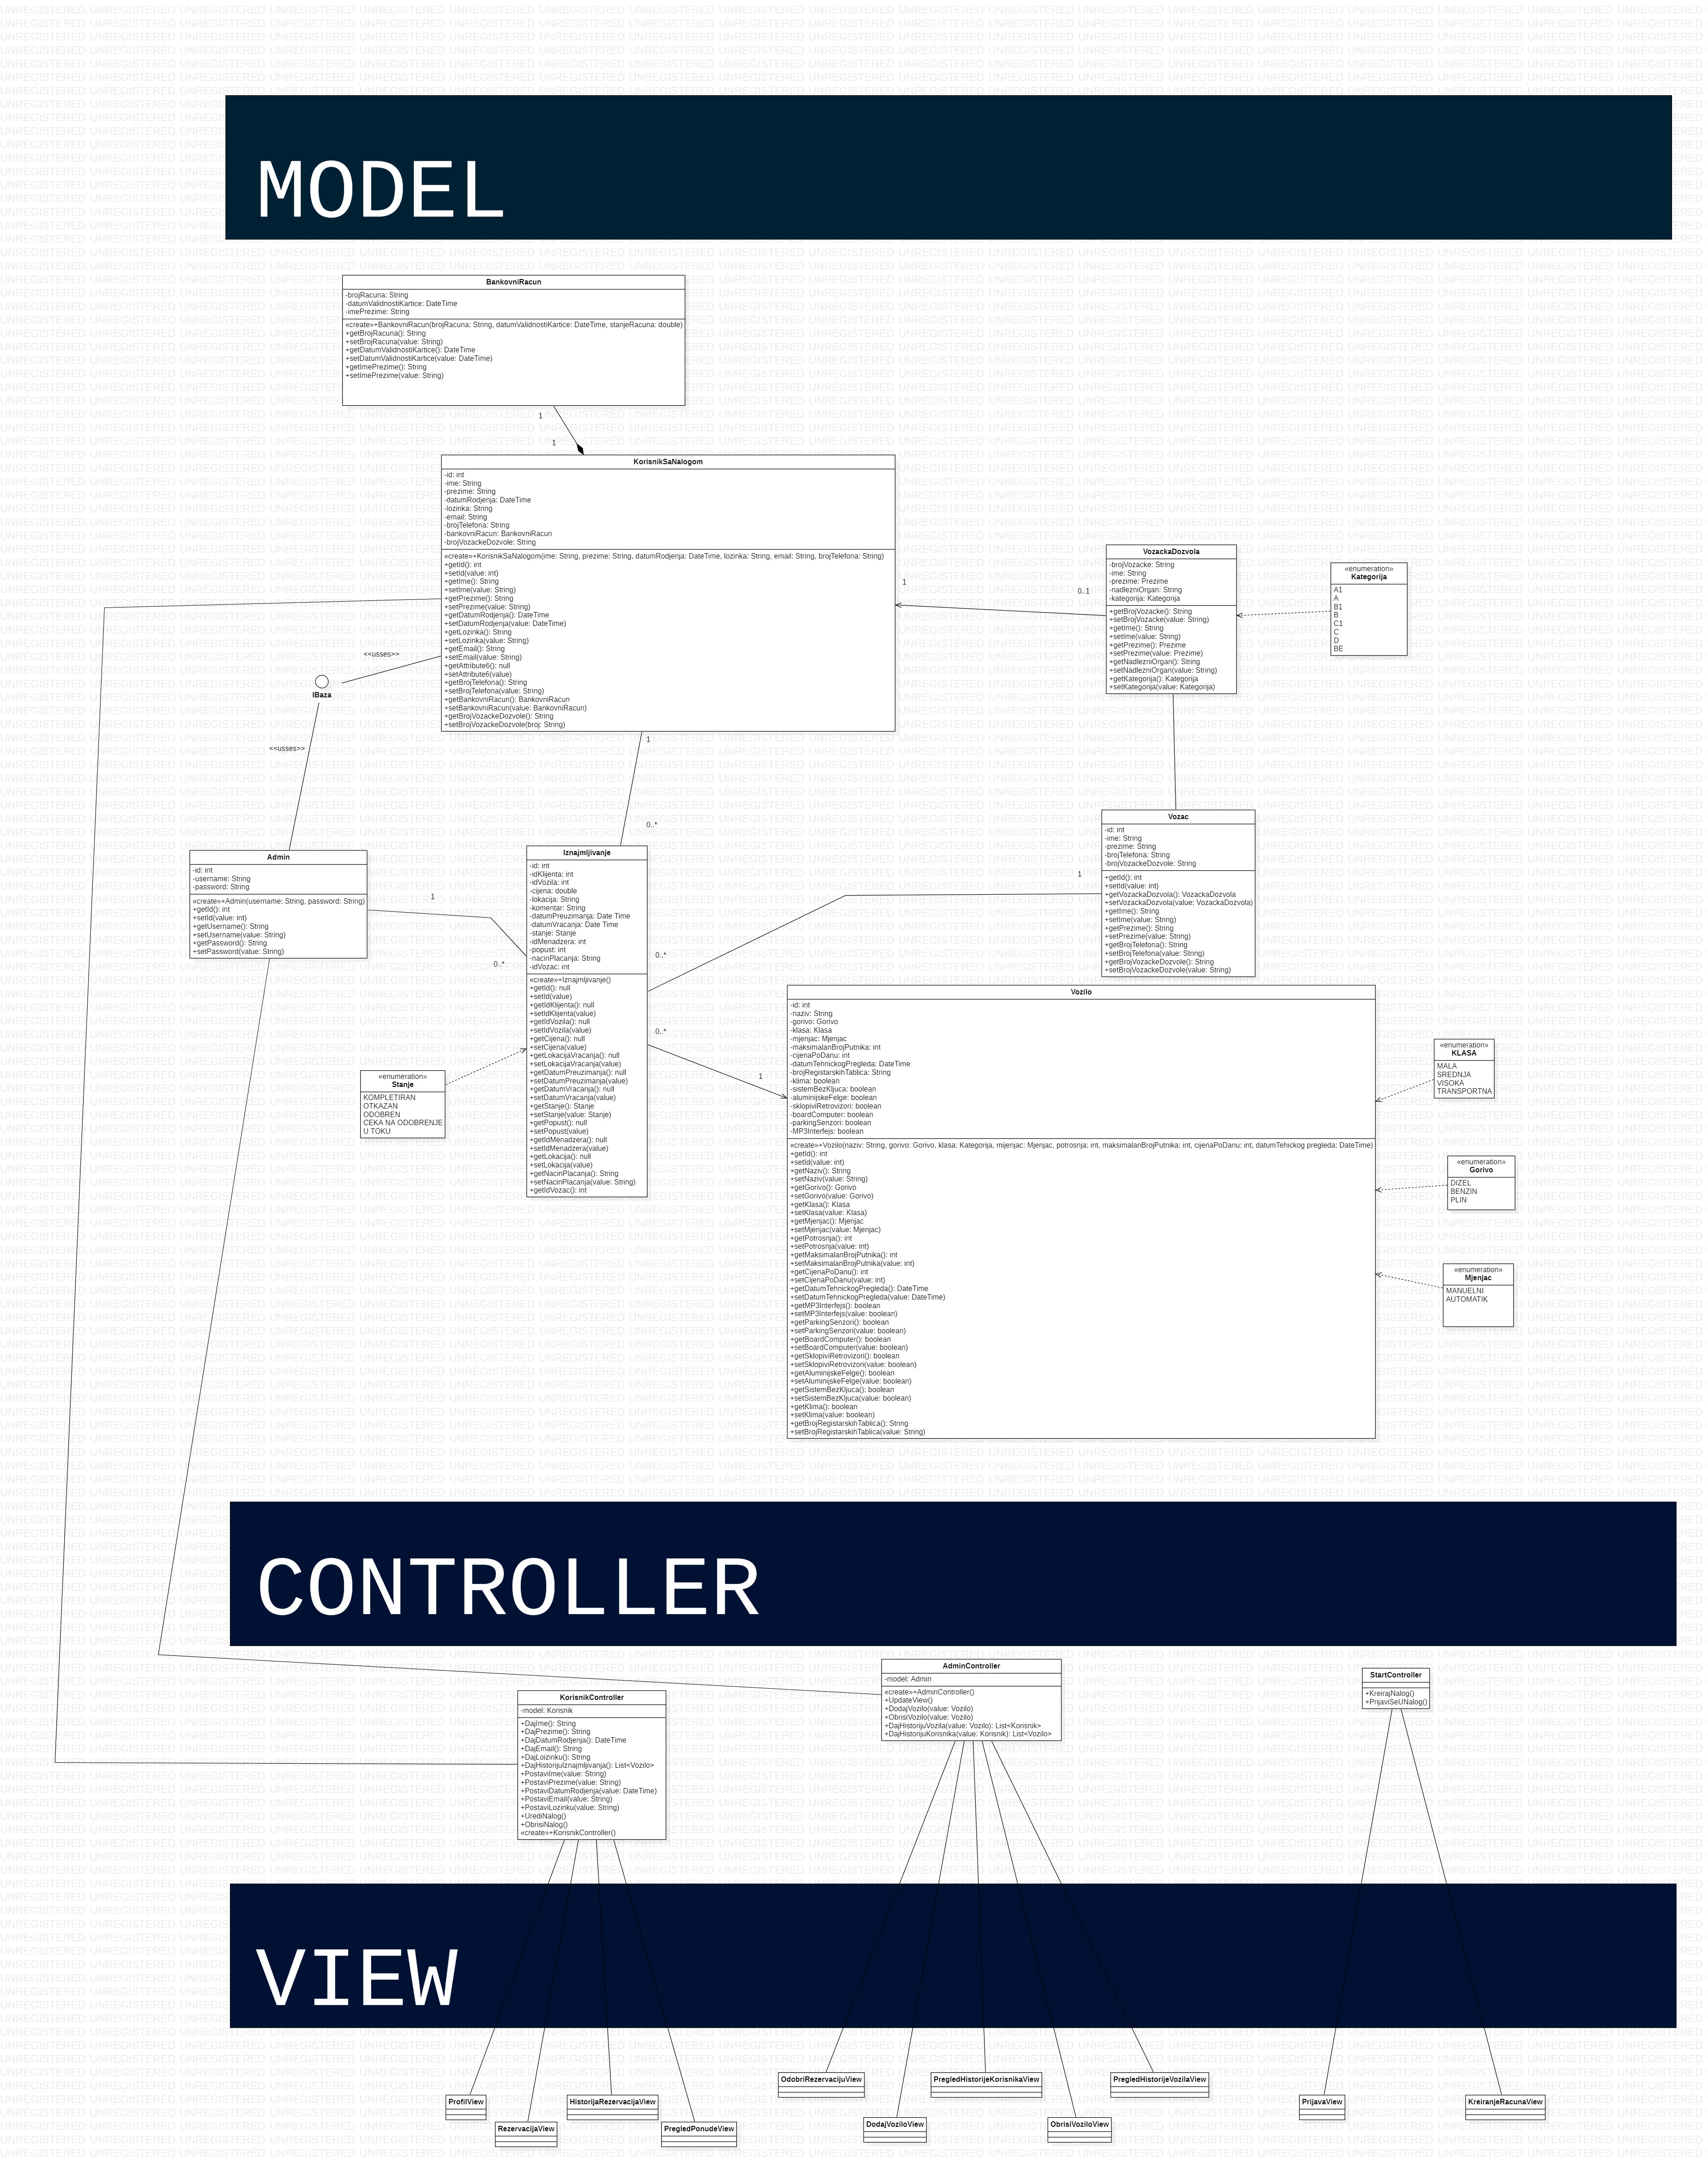 MODEL
BankovniRacun
-brojRacuna: String
-datumValidnostiKartice: DateTime
-imePrezime: String
«create»+BankovniRacun(brojRacuna: String, datumValidnostiKartice: DateTime, stanjeRacuna: double)
+getBrojRacuna(): String
+setBrojRacuna(value: String)
+getDatumValidnostiKartice(): DateTime
+setDatumValidnostiKartice(value: DateTime)
+getImePrezime(): String
+setImePrezime(value: String)
1
1
KorisnikSaNalogom
-id: int
-ime: String
-prezime: String
-datumRodjenja: DateTime
-lozinka: String
-email: String
-brojTelefona: String
-bankovniRacun: BankovniRacun
-brojVozackeDozvole: String
«create»+KorisnikSaNalogom(ime: String, prezime: String, datumRodjenja: DateTime, lozinka: String, email: String, brojTelefona: String)
+getId(): int
+setId(value: int)
+getIme(): String
+setIme(value: String)
+getPrezime(): String
+setPrezime(value: String)
+getDatumRodjenja(): DateTime
+setDatumRodjenja(value: DateTime)
+getLozinka(): String
+setLozinka(value: String)
+getEmail(): String
+setEmail(value: String)
+getAttribute6(): null
+setAttribute6(value)
+getBrojTelefona(): String
+setBrojTelefona(value: String)
+getBankovniRacun(): BankovniRacun
+setBankovniRacun(value: BankovniRacun)
+getBrojVozackeDozvole(): String
+setBrojVozackeDozvole(broj: String)
1
0..1
VozackaDozvola
-brojVozacke: String
-ime: String
-prezime: Prezime
-nadlezniOrgan: String
-kategorija: Kategorija
+getBrojVozacke(): String
+setBrojVozacke(value: String)
+getIme(): String
+setIme(value: String)
+getPrezime(): Prezime
+setPrezime(value: Prezime)
+getNadlezniOrgan(): String
+setNadlezniOrgan(value: String)
+getKategorija(): Kategorija
+setKategorija(value: Kategorija)
«enumeration»
Kategorija
A1
A
B1
B
C1
C
D
BE
<<usses>>
IBaza
<<usses>>
1
0..*
Admin
-id: int
-username: String
-password: String
«create»+Admin(username: String, password: String)
+getId(): int
+setId(value: int)
+getUsername(): String
+setUsername(value: String)
+getPassword(): String
+setPassword(value: String)
1
0..*
Iznajmljivanje
-id: int
-idKlijenta: int
-idVozila: int
-cijena: double
-lokacija: String
-komentar: String
-datumPreuzimanja: Date Time
-datumVracanja: Date Time
-stanje: Stanje
-idMenadzera: int
-popust: int
-nacinPlacanja: String
-idVozac: int
«create»+Iznajmljivanje()
+getId(): null
+setId(value)
+getIdKlijenta(): null
+setIdKlijenta(value)
+getIdVozila(): null
+setIdVozila(value)
+getCijena(): null
+setCijena(value)
+getLokacijaVracanja(): null
+setLokacijaVracanja(value)
+getDatumPreuzimanja(): null
+setDatumPreuzimanja(value)
+getDatumVracanja(): null
+setDatumVracanja(value)
+getStanje(): Stanje
+setStanje(value: Stanje)
+getPopust(): null
+setPopust(value)
+getIdMenadzera(): null
+setIdMenadzera(value)
+getLokacija(): null
+setLokacija(value)
+getNacinPlacanja(): String
+setNacinPlacanja(value: String)
+getIdVozac(): int
«enumeration»
Stanje
KOMPLETIRAN
OTKAZAN
ODOBREN
CEKA NA ODOBRENJE
U TOKU
0..*
1
Vozac
-id: int
-ime: String
-prezime: String
-brojTelefona: String
-brojVozackeDozvole: String
+getId(): int
+setId(value: int)
+getVozackaDozvola(): VozackaDozvola
+setVozackaDozvola(value: VozackaDozvola)
+getIme(): String
+setIme(value: String)
+getPrezime(): String
+setPrezime(value: String)
+getBrojTelefona(): String
+setBrojTelefona(value: String)
+getBrojVozackeDozvole(): String
+setBrojVozackeDozvole(value: String)
0..*
1
Vozilo
-id: int
-naziv: String
-gorivo: Gorivo
-klasa: Klasa
-mjenjac: Mjenjac
-maksimalanBrojPutnika: int
-cijenaPoDanu: int
-datumTehnickogPregleda: DateTime
-brojRegistarskihTablica: String
-klima: boolean
-sistemBezKljuca: boolean
-aluminijskeFelge: boolean
-sklopiviRetrovizori: boolean
-boardComputer: boolean
-parkingSenzori: boolean
-MP3Interfejs: boolean
«create»+Vozilo(naziv: String, gorivo: Gorivo, klasa: Kategorija, mijenjac: Mjenjac, potrosnja: int, maksimalanBrojPutnika: int, cijenaPoDanu: int, datumTehickog pregleda: DateTime)
+getId(): int
+setId(value: int)
+getNaziv(): String
+setNaziv(value: String)
+getGorivo(): Gorivo
+setGorivo(value: Gorivo)
+getKlasa(): Klasa
+setKlasa(value: Klasa)
+getMjenjac(): Mjenjac
+setMjenjac(value: Mjenjac)
+getPotrosnja(): int
+setPotrosnja(value: int)
+getMaksimalanBrojPutnika(): int
+setMaksimalanBrojPutnika(value: int)
+getCijenaPoDanu(): int
+setCijenaPoDanu(value: int)
+getDatumTehnickogPregleda(): DateTime
+setDatumTehnickogPregleda(value: DateTime)
+getMP3Interfejs(): boolean
+setMP3Interfejs(value: boolean)
+getParkingSenzori(): boolean
+setParkingSenzori(value: boolean)
+getBoardComputer(): boolean
+setBoardComputer(value: boolean)
+getSklopiviRetrovizori(): boolean
+setSklopiviRetrovizori(value: boolean)
+getAluminijskeFelge(): boolean
+setAluminijskeFelge(value: boolean)
+getSistemBezKljuca(): boolean
+setSistemBezKljuca(value: boolean)
+getKlima(): boolean
+setKlima(value: boolean)
+getBrojRegistarskihTablica(): String
+setBrojRegistarskihTablica(value: String)
«enumeration»
KLASA
MALA
SREDNJA
VISOKA
TRANSPORTNA
«enumeration»
Gorivo
DIZEL
BENZIN
PLIN
«enumeration»
Mjenjac
MANUELNI
AUTOMATIK
CONTROLLER
KorisnikController
-model: Korisnik
+DajIme(): String
+DajPrezime(): String
+DajDatumRodjenja(): DateTime
+DajEmail(): String
+DajLoizinku(): String
+DajHistorijuIznajmljivanja(): List<Vozilo>
+PostaviIme(value: String)
+PostaviPrezime(value: String)
+PostaviDatumRodjenja(value: DateTime)
+PostaviEmail(value: String)
+PostaviLozinku(value: String)
+UrediNalog()
+ObrisiNalog()
«create»+KorisnikController()
AdminController
-model: Admin
«create»+AdminController()
+UpdateView()
+DodajVozilo(value: Vozilo)
+ObrisiVozilo(value: Vozilo)
+DajHistorijuVozila(value: Vozilo): List<Korisnik>
+DajHistorijuKorisnika(value: Korisnik): List<Vozilo>
StartController
+KreirajNalog()
+PrijaviSeUNalog()
VIEW
ProfilView
RezervacijaView
HistorijaRezervacijaView
PregledPonudeView
OdobriRezervacijuView
DodajVoziloView
PregledHistorijeKorisnikaView
ObrisiVoziloView
PregledHistorijeVozilaView
PrijavaView
KreiranjeRacunaView